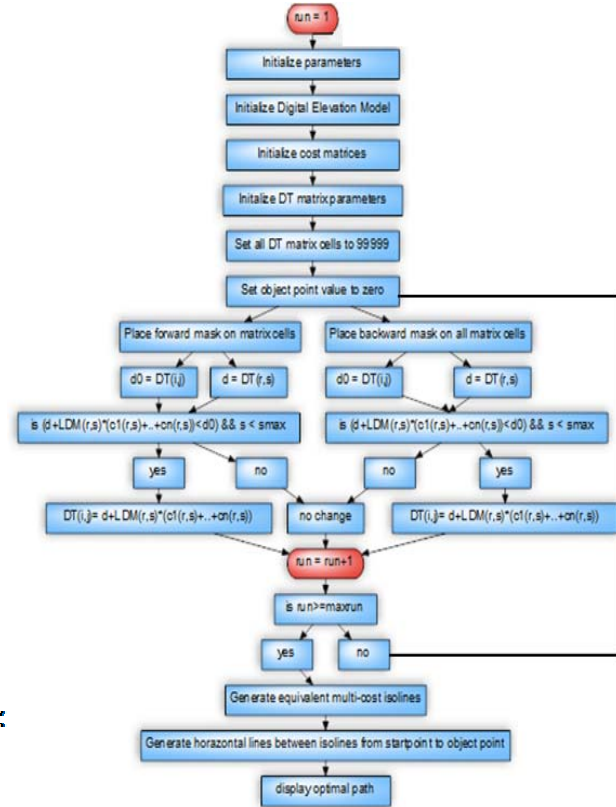 run = 1
Initialize parameters
Initialize Digital Elevation Model
Initialize cost matrices
Initalize DT matrix parameters
Set all DT matrix cells to 99999
Set object point value to zero
Place forward mask on matrix cells
Place backward mask on all matrix cells
d0 = DT(i,j)
d = DT(r,s)
d0 = DT(i,j)
d = DT(r,s)
is (d+LDM(r,s)*(c1(r,s)+..+cn(r,s))<d0) && s < smax
is (d+LDM(r,s)*(c1(r,s)+..+cn(r,s))<d0) && s < smax
yes
no
no
yes
DT(i,j)= d+LDM(r,s)*(c1(r,s)+..+cn(r,s))
no change
DT(i,j)= d+LDM(r,s)*(c1(r,s)+..+cn(r,s))
run = run+1
is run>=maxrun
yes
no
Generate equivalent multi-cost isolines
Generate horazontal lines between isolines from startpoint to object point
display optimal path